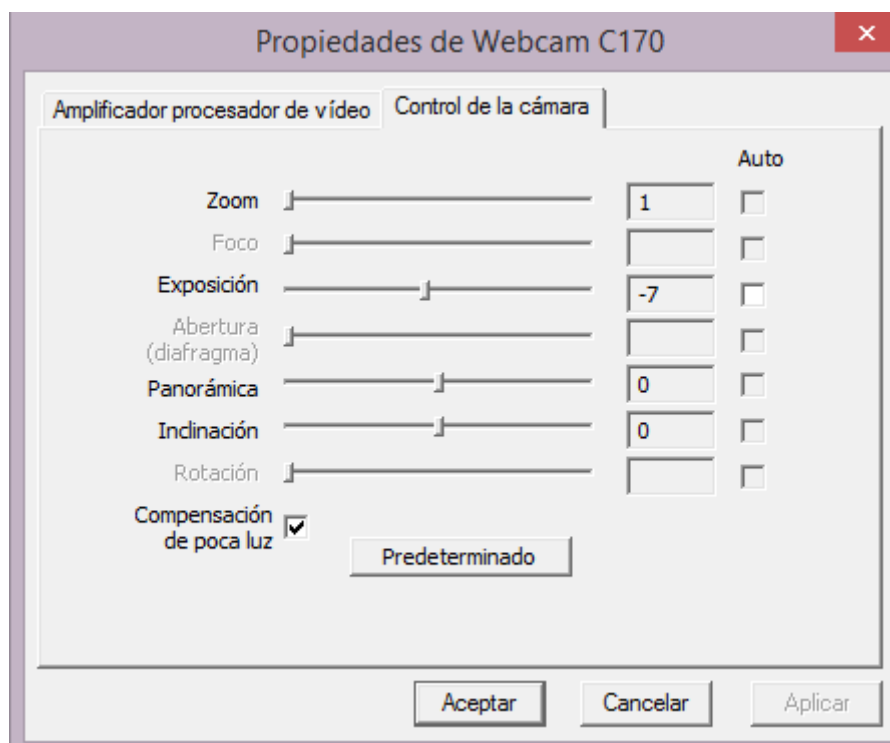 Propiedades de Webcam C170
Amplificador procesador de vídeo
Control de la cámara
Auto
Zoom 1
Foco
Exposición -7
Abertura
(diafragma)
Panorámica 0
Inclinación 0
Rotación
Compensación
de poca luz
Predeterminado
Aceptar Cancelar Aplicar